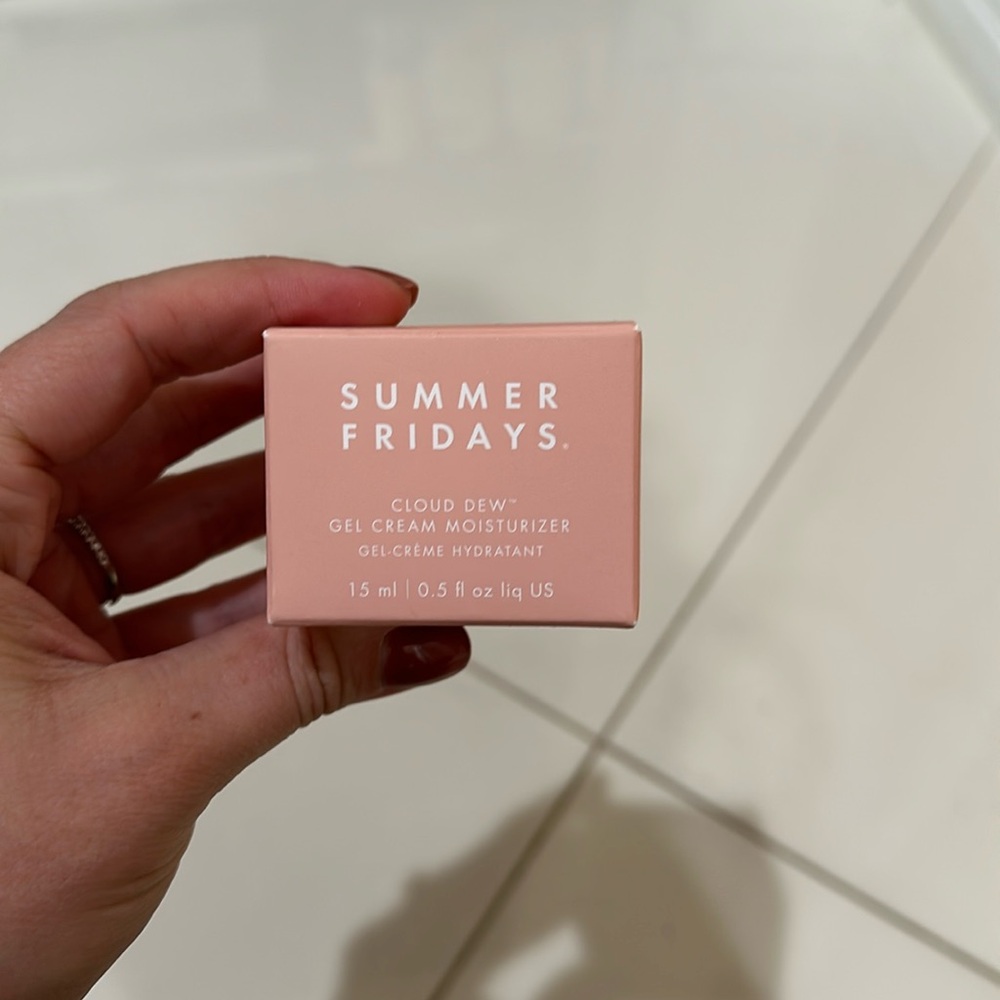 SUMMER
FRIDAYS®
CLOUD DEW™
GEL CREAM MOISTURIZER
GEL-CRÈME HYDRATANT
15 ml | 0.5 fl oz liq US